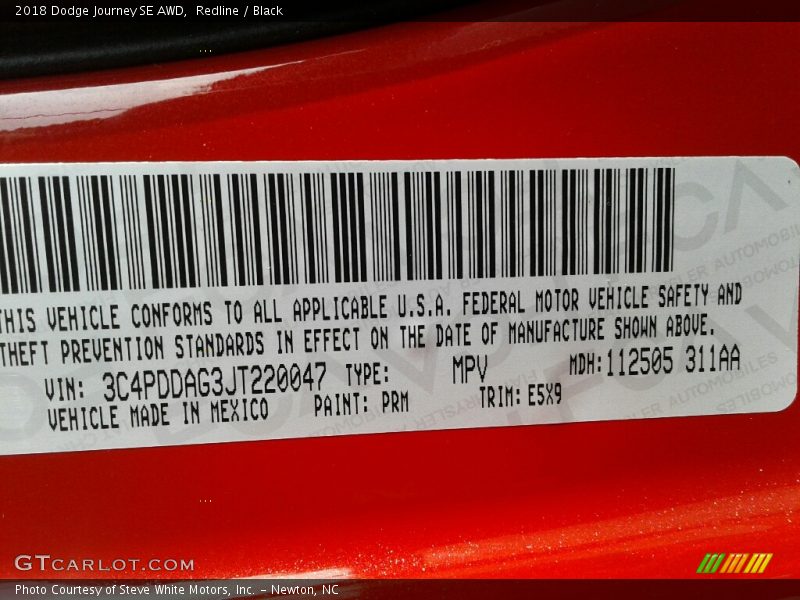 2018 Dodge Journey SE AWD,  Redline / Black
THIS VEHICLE CONFORMS TO ALL APPLICABLE U.S.A. FEDERAL MOTOR VEHICLE SAFETY AND
THEFT PREVENTION STANDARDS IN EFFECT ON THE DATE OF MANUFACTURE SHOWN ABOVE.
VIN: 3C4PDDAG3JT220047 TYPE: MPV MDH: 112505 311AA
VEHICLE MADE IN MEXICO PAINT: PRM TRIM: E5X9
GTCARLOT.COM
Photo Courtesy of Steve White Motors, Inc. – Newton, NC